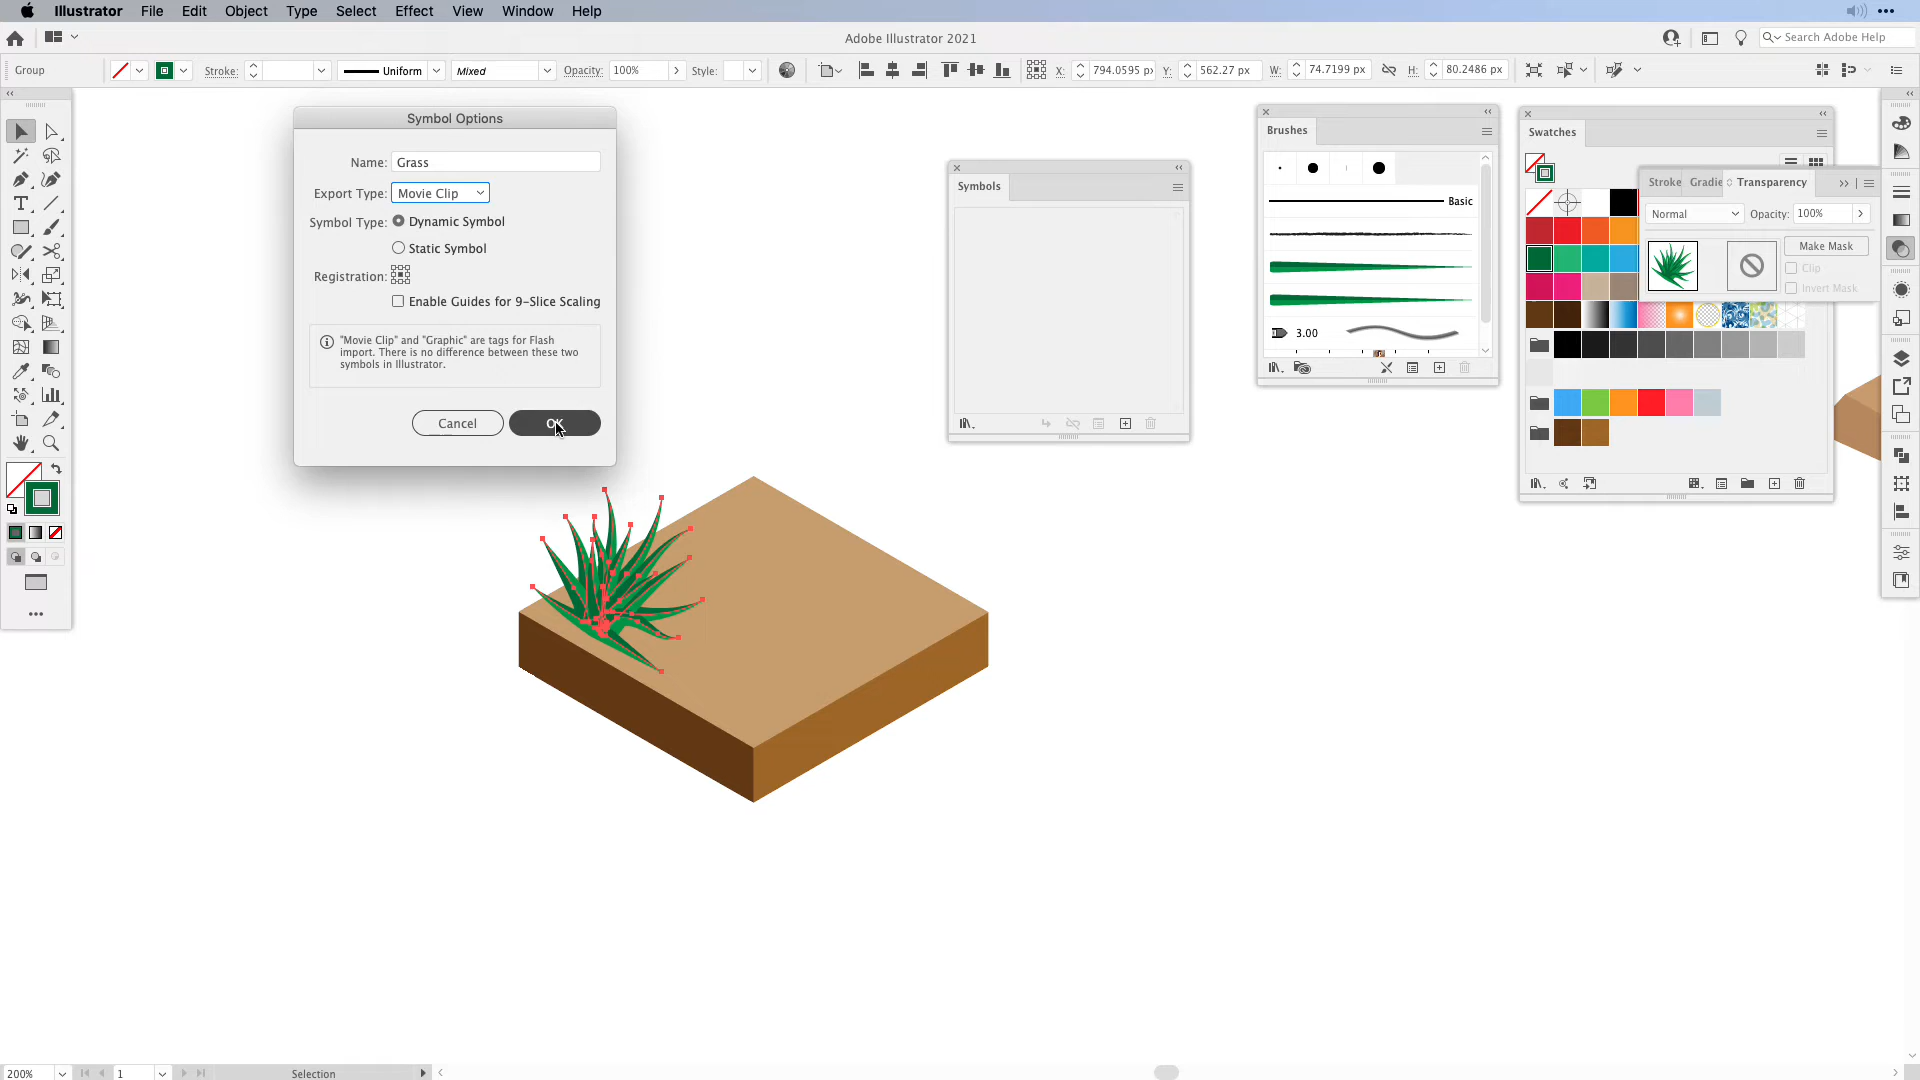 Illustrator File Edit Object Type Select Effect View Window Help
Adobe Illustrator 2021
Search Adobe Help
Group
Stroke:
Uniform
Mixed
Opacity: 100%
Style:
X: 794.0595 px
Y: 562.27 px
W: 74.7199 px
H: 80.2486 px
Symbol Options
Name: Grass
Export Type: Movie Clip
Symbol Type: Dynamic Symbol
Static Symbol
Registration:
Enable Guides for 9-Slice Scaling
"Movie Clip" and "Graphic" are tags for Flash
import. There is no difference between these two
symbols in Illustrator.
Cancel
OK
Symbols
Brushes
Basic
3.00
Swatches
Stroke
Gradie
Transparency
Normal
Opacity: 100%
Make Mask
Clip
Invert Mask
200%
1
Selection